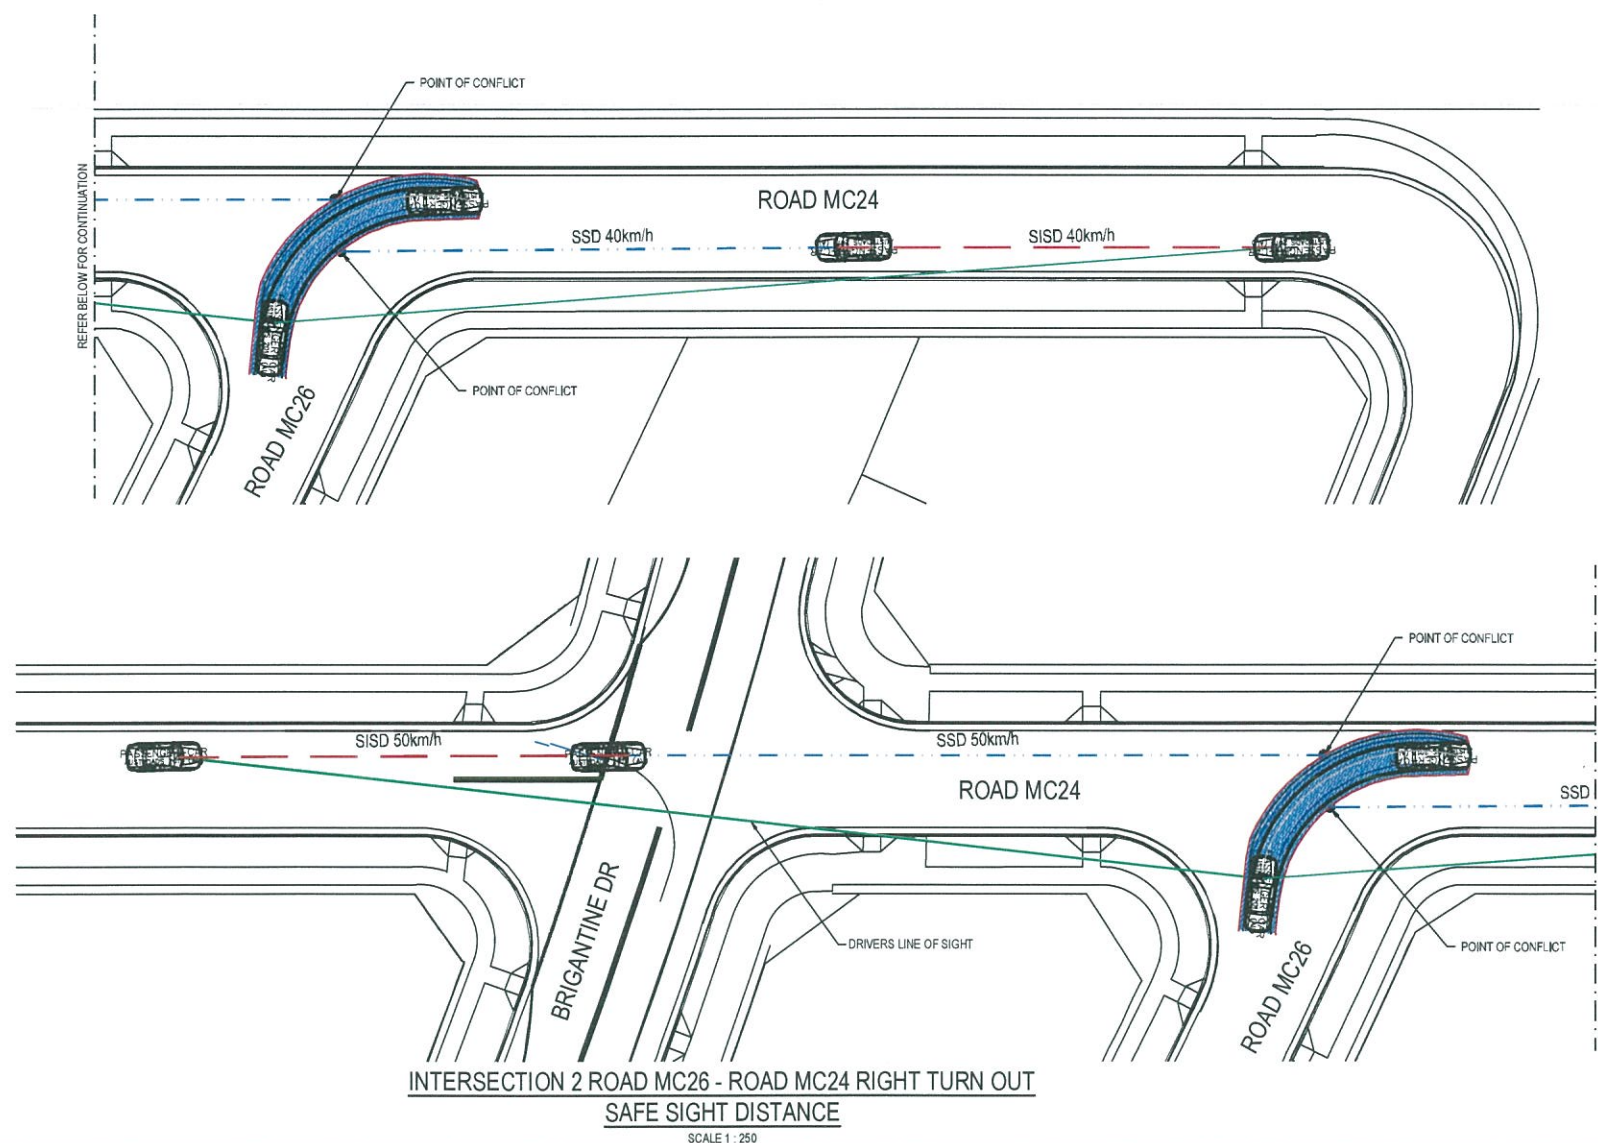 POINT OF CONFLICT
REFER BELOW FOR CONTINUATION
ROAD MC24
SSD 40km/h
SISD 40km/h
POINT OF CONFLICT
ROAD MC26
POINT OF CONFLICT
SISD 50km/h
SSD 50km/h
ROAD MC24
SSD
BRIGANTINE DR
DRIVERS LINE OF SIGHT
POINT OF CONFLICT
ROAD MC26
INTERSECTION 2 ROAD MC26 - ROAD MC24 RIGHT TURN OUT
SAFE SIGHT DISTANCE
SCALE 1 : 250